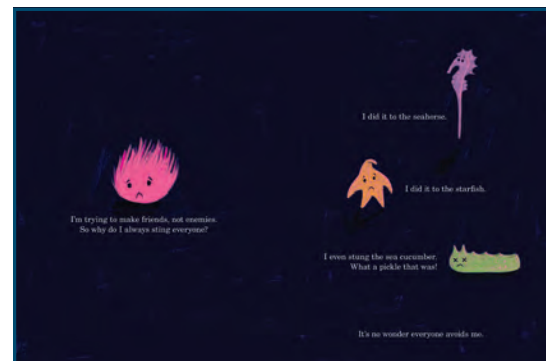 I'm trying to make friends, not enemies.
So why do I always sting everyone?
I did it to the seahorse.
I did it to the starfish.
I even stung the sea cucumber.
What a pickle that was!
It's no wonder everyone avoids me.